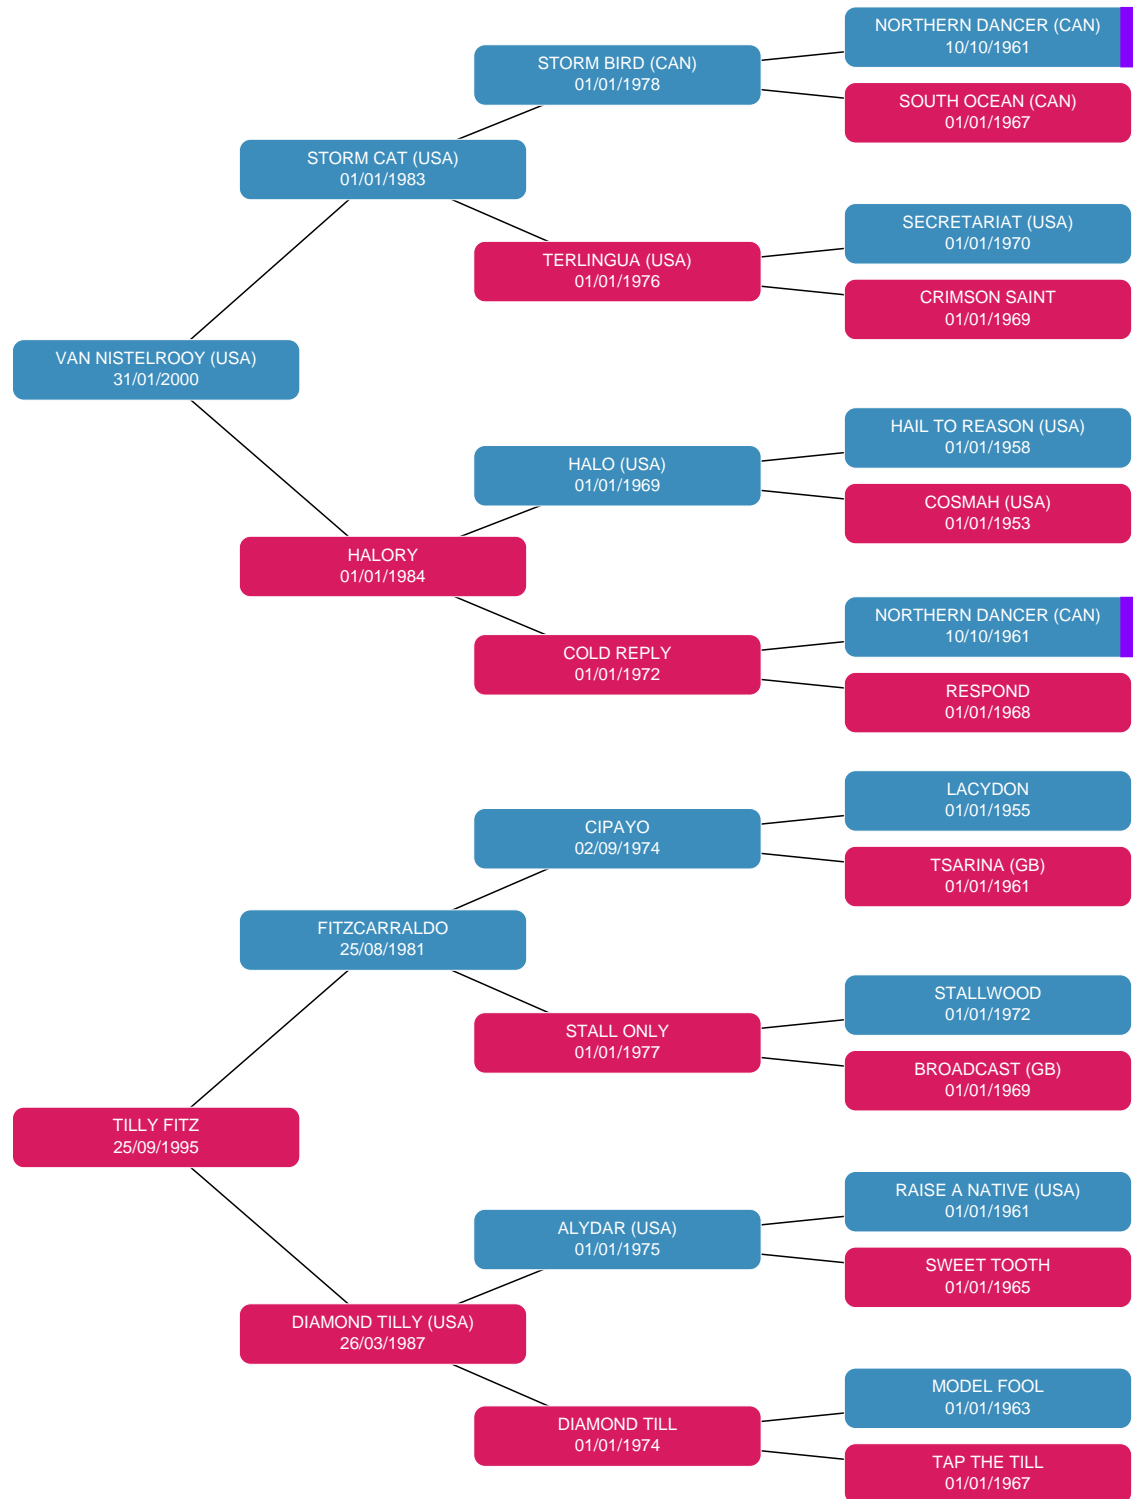 NORTHERN DANCER (CAN)
10/10/1961
STORM BIRD (CAN)
01/01/1978
SOUTH OCEAN (CAN)
01/01/1967
STORM CAT (USA)
01/01/1983
SECRETARIAT (USA)
01/01/1970
TERLINGUA (USA)
01/01/1976
CRIMSON SAINT
01/01/1969
VAN NISTELROOY (USA)
31/01/2000
HAIL TO REASON (USA)
01/01/1958
HALO (USA)
01/01/1969
COSMAH (USA)
01/01/1953
HALORY
01/01/1984
NORTHERN DANCER (CAN)
10/10/1961
COLD REPLY
01/01/1972
RESPOND
01/01/1968
LACYDON
01/01/1955
CIPAYO
02/09/1974
TSARINA (GB)
01/01/1961
FITZCARRALDO
25/08/1981
STALLWOOD
01/01/1972
STALL ONLY
01/01/1977
BROADCAST (GB)
01/01/1969
TILLY FITZ
25/09/1995
RAISE A NATIVE (USA)
01/01/1961
ALYDAR (USA)
01/01/1975
SWEET TOOTH
01/01/1965
DIAMOND TILLY (USA)
26/03/1987
MODEL FOOL
01/01/1963
DIAMOND TILL
01/01/1974
TAP THE TILL
01/01/1967